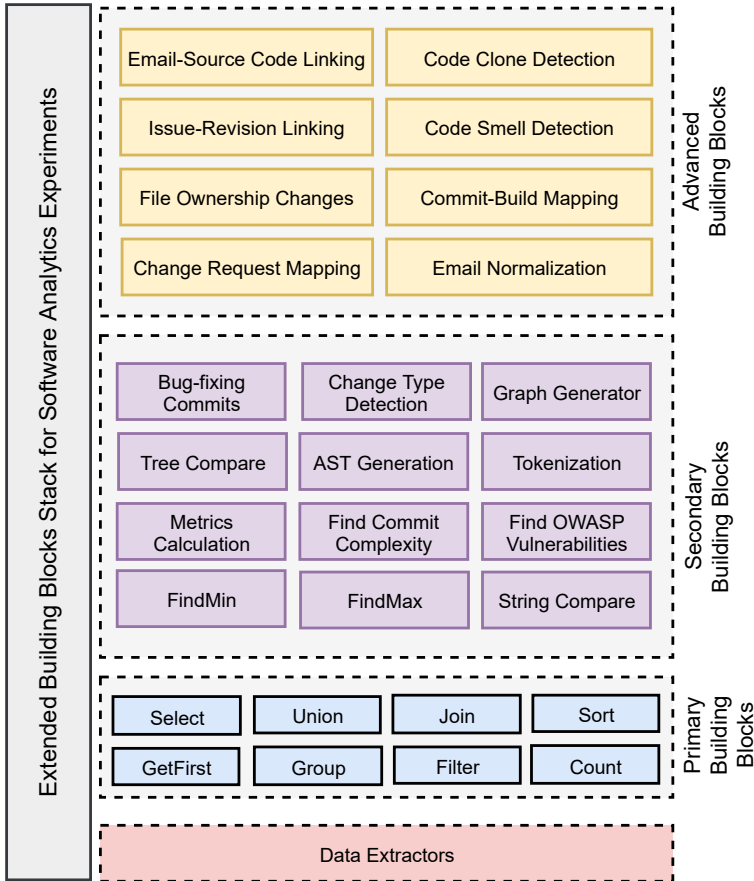 Extended Building Blocks Stack for Software Analytics Experiments
Email-Source Code Linking
Code Clone Detection
Issue-Revision Linking
Code Smell Detection
File Ownership Changes
Commit-Build Mapping
Change Request Mapping
Email Normalization
Advanced
Building Blocks
Bug-fixing
Commits
Change Type
Detection
Graph Generator
Tree Compare
AST Generation
Tokenization
Metrics
Calculation
Find Commit
Complexity
Find OWASP
Vulnerabilities
FindMin
FindMax
String Compare
Secondary
Building Blocks
Select
Union
Join
Sort
GetFirst
Group
Filter
Count
Primary
Building
Blocks
Data Extractors